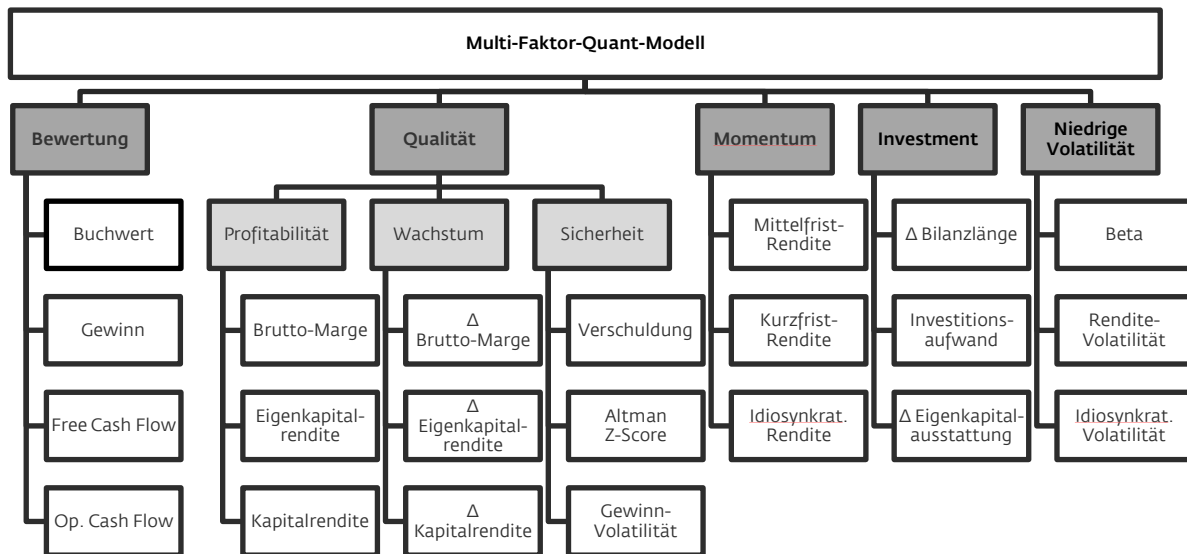 Multi-Faktor-Quant-Modell
Bewertung
Qualität
Momentum
Investment
Niedrige
Volatilität
Buchwert
Profitabilität
Wachstum
Sicherheit
Mittelfrist-
Rendite
Δ Bilanzlänge
Beta
Gewinn
Brutto-Marge
Δ
Brutto-Marge
Verschuldung
Kurzfrist-
Rendite
Investitions-
aufwand
Rendite-
Volatilität
Free Cash Flow
Eigenkapital-
rendite
Δ
Eigenkapital-
rendite
Altman
Z-Score
Idiosynkrat.
Rendite
Δ Eigenkapital-
ausstattung
Idiosynkrat.
Volatilität
Op. Cash Flow
Kapitalrendite
Δ
Kapitalrendite
Gewinn-
Volatilität